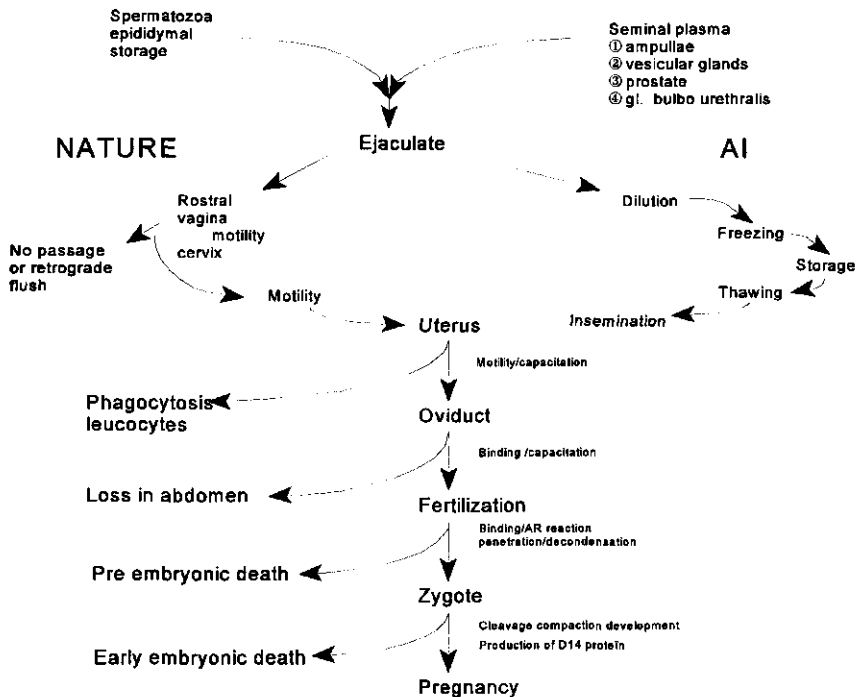 Spermatozoa
epididymal
storage
Seminal plasma
① ampullae
② vesicular glands
③ prostate
④ gl. bulbo urethralis
NATURE
Ejaculate
AI
Rostral
vagina
motility
cervix
No passage
or retrograde
flush
Motility
Dilution
Freezing
Storage
Thawing
Insemination
Uterus
Motility/capacitation
Phagocytosis
leucocytes
Oviduct
Binding /capacitation
Loss in abdomen
Fertilization
Binding/AR reaction
penetration/decondensation
Pre embryonic death
Zygote
Cleavage compaction development
Production of D14 proteïn
Early embryonic death
Pregnancy